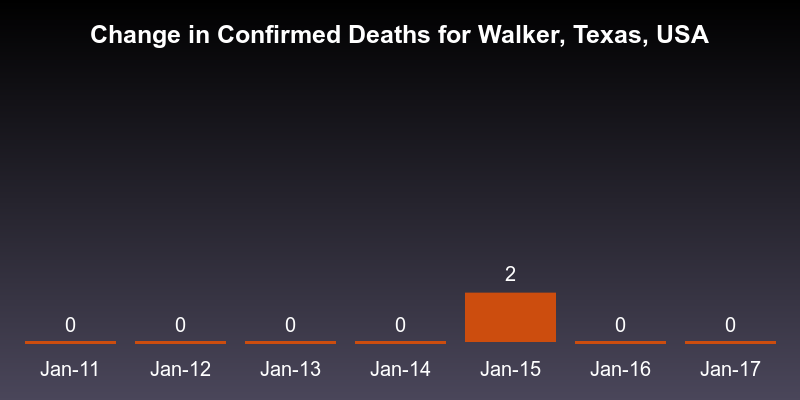 Change in Confirmed Deaths for Walker, Texas, USA
0 0 0 0 2 0 0
Jan-11 Jan-12 Jan-13 Jan-14 Jan-15 Jan-16 Jan-17